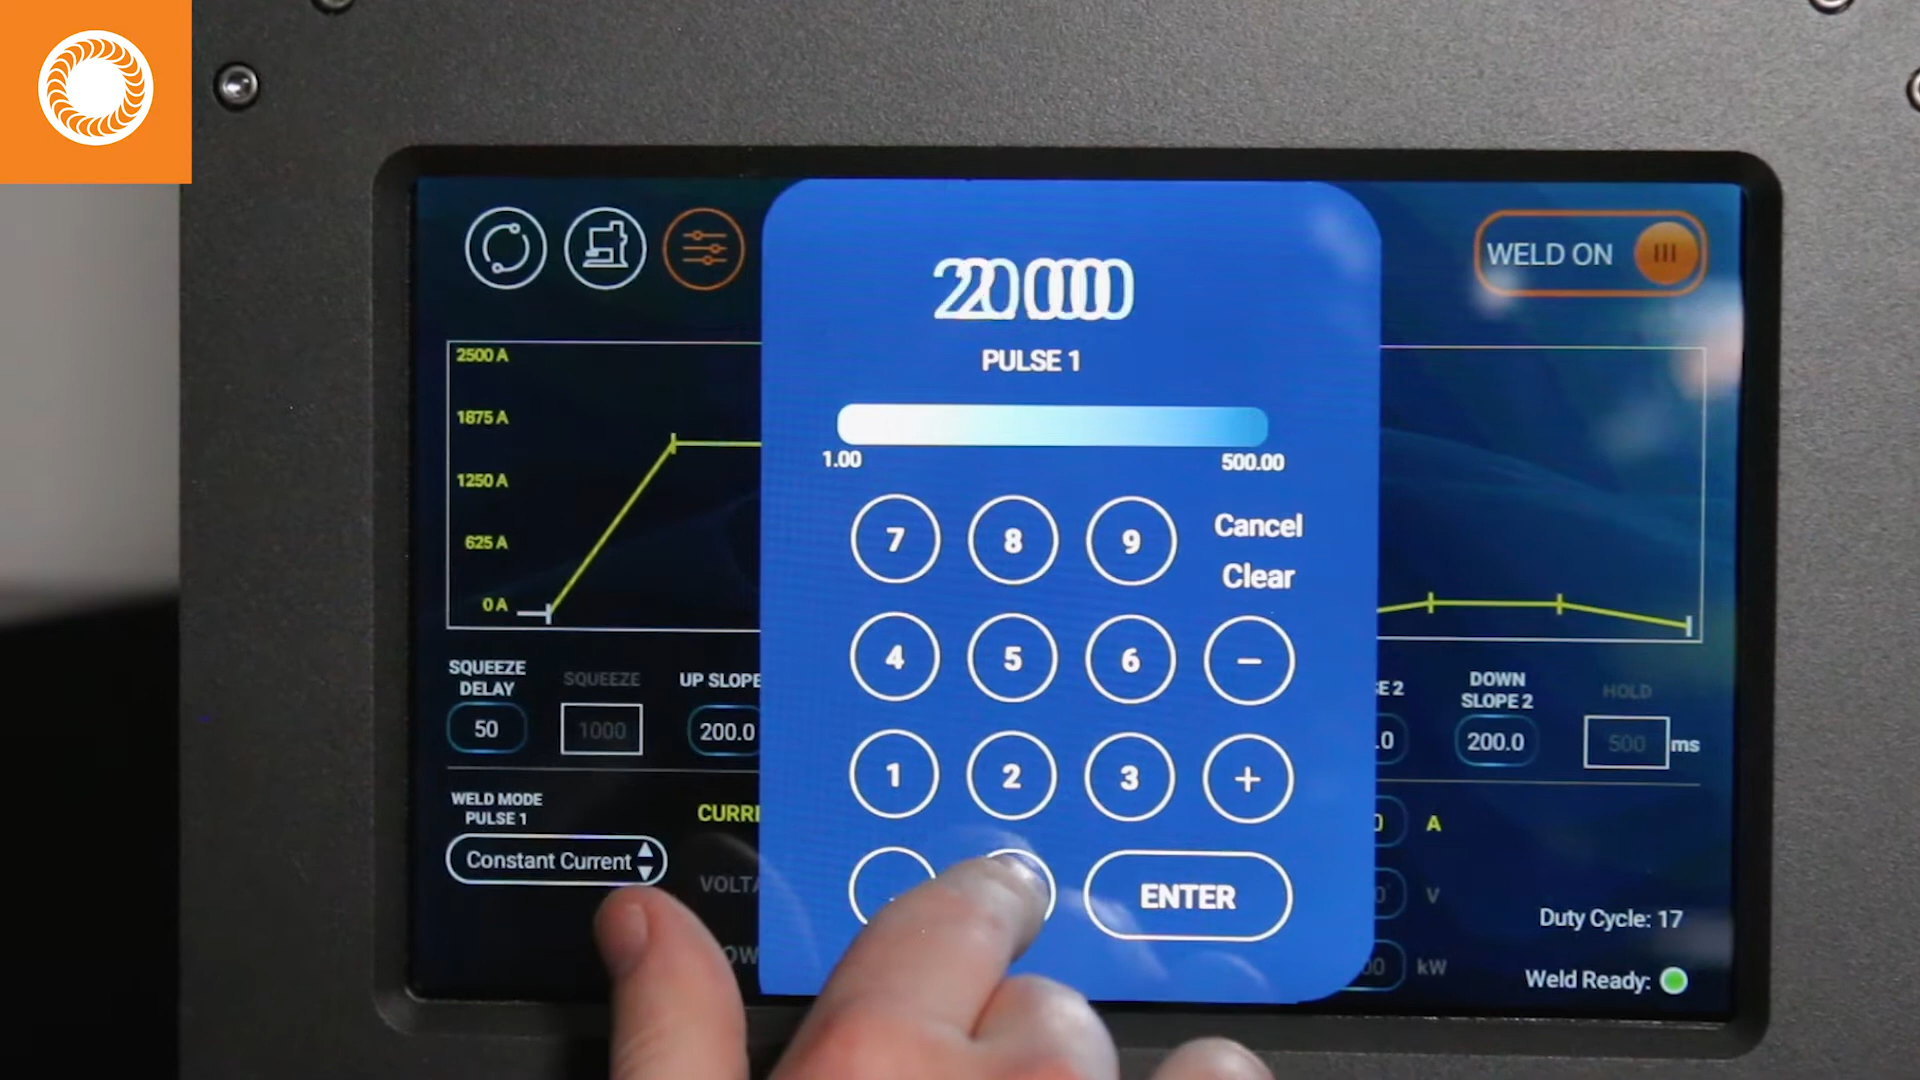 WELD ON
PULSE 1
1.00 500.00
7 8 9 Cancel
Clear
4 5 6 −
1 2 3 +
ENTER
2500 A
1875 A
1250 A
625 A
0 A
SQUEEZE
DELAY
50
SQUEEZE
1000
UP SLOPE
200.0
DOWN
SLOPE 2
200.0
HOLD
500 ms
WELD MODE
PULSE 1
Constant Current
A
V
kW
Duty Cycle: 17
Weld Ready: